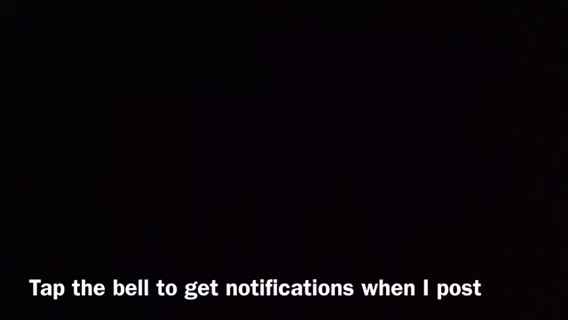 Tap the bell to get notifications when I post